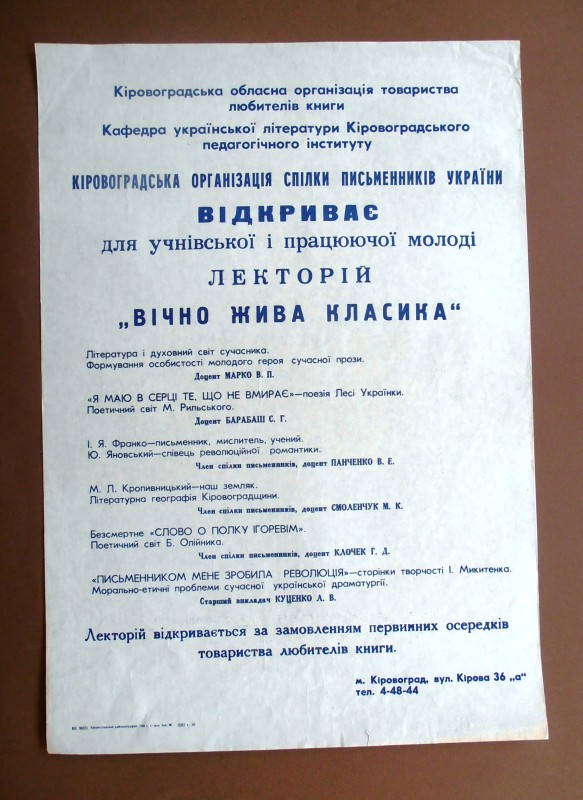 Кіровоградська обласна організація товариства
любителів книги
Кафедра української літератури Кіровоградського
педагогічного інституту
КІРОВОГРАДСЬКА ОРГАНІЗАЦІЯ СПІЛКИ ПИСЬМЕННИКІВ УКРАЇНИ
ВІДКРИВАЄ
для учнівської і працюючої молоді
ЛЕКТОРІЙ
„ВІЧНО ЖИВА КЛАСИКА“
Література і духовний світ сучасника.
Формування особистості молодого героя сучасної прози.
Доцент МАРКО В. П.
«Я МАЮ В СЕРЦІ ТЕ, ЩО НЕ ВМИРАЄ»—поезія Лесі Українки.
Поетичний світ М. Рильського.
Доцент БАРАБАШ С. Г.
І. Я. Франко—письменник, мислитель, учений.
Ю. Яновський—співець революційної романтики.
Член спілки письменників, доцент ПАНЧЕНКО В. Е.
М. Л. Кропивницький—наш земляк.
Літературна географія Кіровоградщини.
Член спілки письменників, доцент СМОЛЕНЧУК М. К.
Безсмертне «СЛОВО О ПОЛКУ ІГОРЕВІМ».
Поетичний світ Б. Олійника.
Член спілки письменників, доцент КЛОЧЕК Г. Д.
«ПИСЬМЕННИКОМ МЕНЕ ЗРОБИЛА РЕВОЛЮЦІЯ»—сторінки творчості І. Микитенка.
Морально-етичні проблеми сучасної української драматургії.
Старший викладач КУЦЕНКО Л. В.
Лекторій відкривається за замовленням первинних осередків
товариства любителів книги.
м. Кіровоград, вул. Кірова 36 „а“
тел. 4-48-44